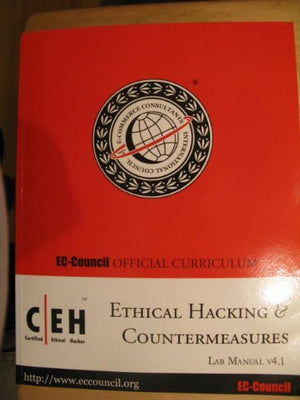 ©
E-COMMERCE CONSULTANTS
INTERNATIONAL COUNCIL
EC-Council OFFICIAL CURRICULUM
C|EH ™
Certified Ethical Hacker
ETHICAL HACKING &
COUNTERMEASURES
LAB MANUAL V4.1
http://www.eccouncil.org
EC-Council